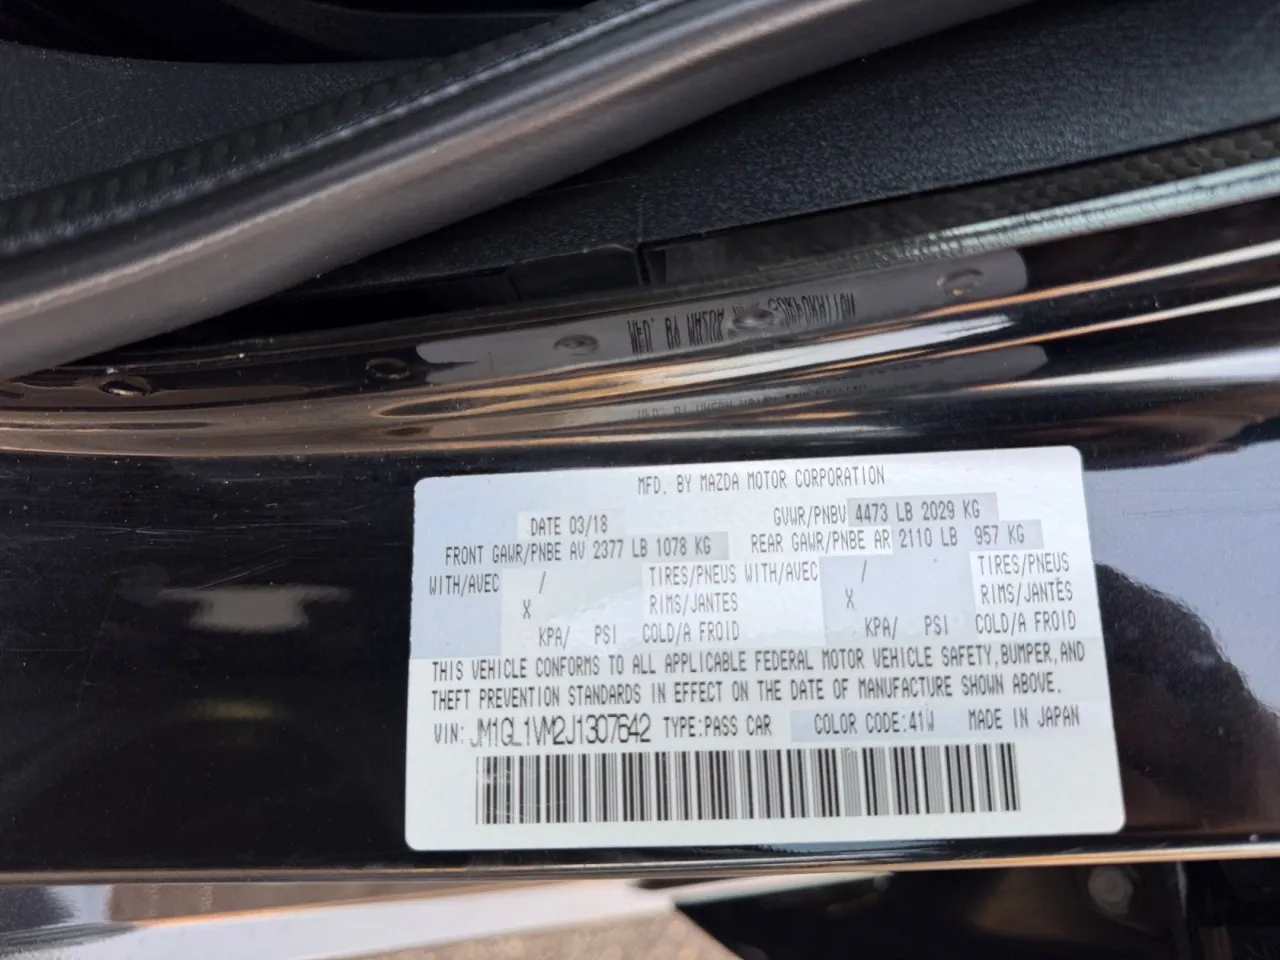 MFD. BY MAZDA MOTOR CORPORATION
DATE 03/18 GVWR/PNBV 4473 LB 2029 KG
FRONT GAWR/PNBE AV 2377 LB 1078 KG REAR GAWR/PNBE AR 2110 LB 957 KG
WITH/AVEC / TIRES/PNEUS WITH/AVEC / TIRES/PNEUS
X RIMS/JANTES X RIMS/JANTES
KPA/ PSI COLD/A FROID KPA/ PSI COLD/A FROID
THIS VEHICLE CONFORMS TO ALL APPLICABLE FEDERAL MOTOR VEHICLE SAFETY, BUMPER, AND
THEFT PREVENTION STANDARDS IN EFFECT ON THE DATE OF MANUFACTURE SHOWN ABOVE.
VIN: JM1GL1VM2J1307642 TYPE:PASS CAR COLOR CODE:41W MADE IN JAPAN